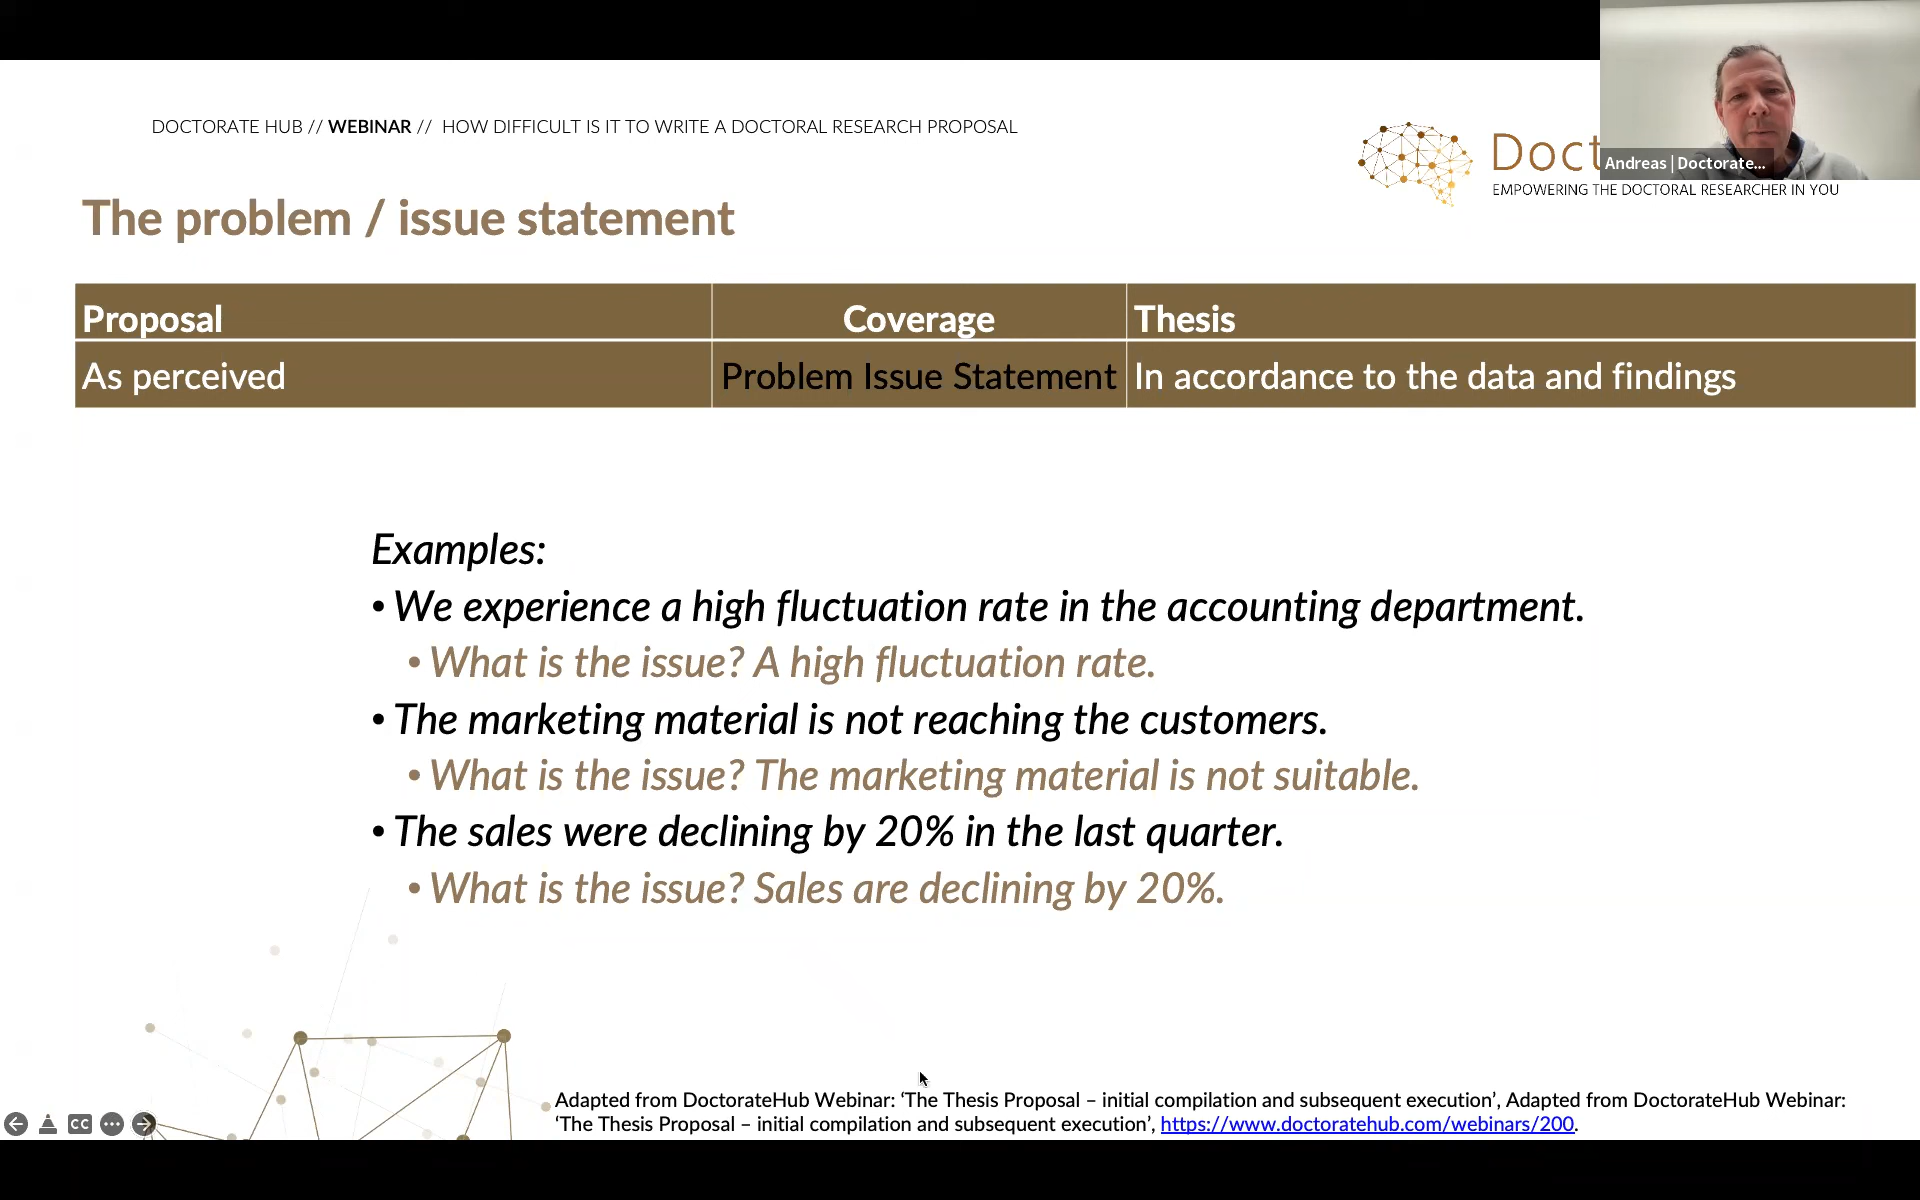 DOCTORATE HUB // WEBINAR // HOW DIFFICULT IS IT TO WRITE A DOCTORAL RESEARCH PROPOSAL
Doct
Andreas | Doctorate...
EMPOWERING THE DOCTORAL RESEARCHER IN YOU
The problem / issue statement
Proposal Coverage Thesis
As perceived Problem Issue Statement In accordance to the data and findings
Examples:
• We experience a high fluctuation rate in the accounting department.
• What is the issue? A high fluctuation rate.
• The marketing material is not reaching the customers.
• What is the issue? The marketing material is not suitable.
• The sales were declining by 20% in the last quarter.
• What is the issue? Sales are declining by 20%.
Adapted from DoctorateHub Webinar: ‘The Thesis Proposal – initial compilation and subsequent execution’, Adapted from DoctorateHub Webinar:
‘The Thesis Proposal – initial compilation and subsequent execution’, https://www.doctoratehub.com/webinars/200.
CC